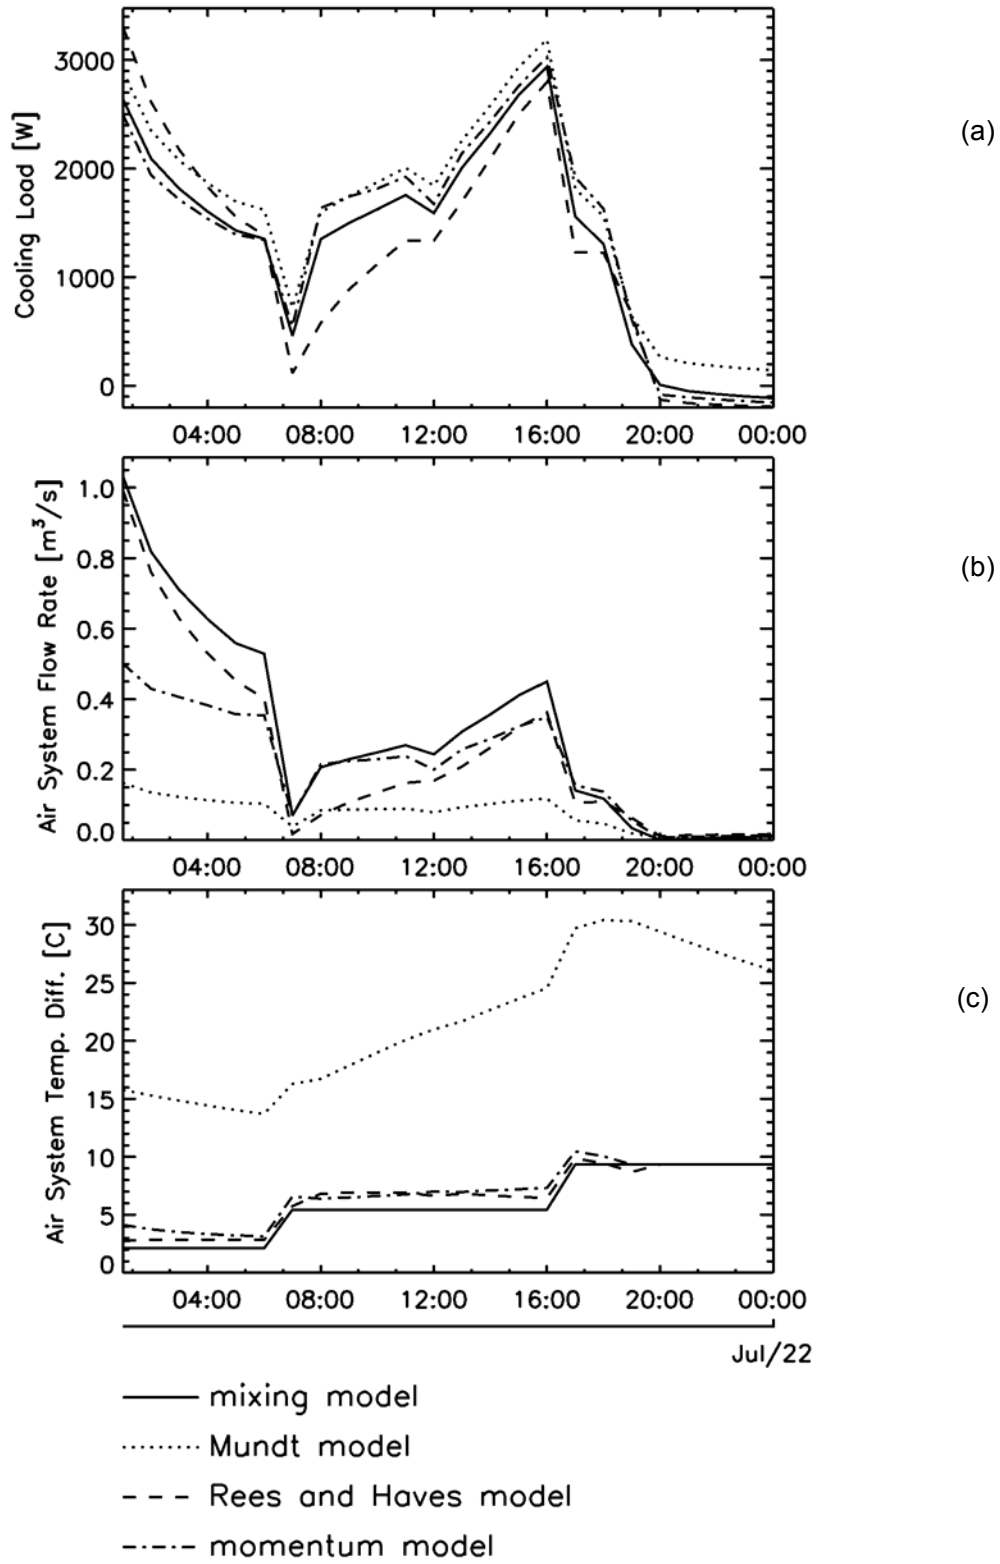 Cooling Load [W]
3000
2000
1000
0
04:00 08:00 12:00 16:00 20:00 00:00
(a)
Air System Flow Rate [m³/s]
1.0
0.8
0.6
0.4
0.2
0.0
04:00 08:00 12:00 16:00 20:00 00:00
(b)
Air System Temp. Diff. [C]
30
25
20
15
10
5
0
04:00 08:00 12:00 16:00 20:00 00:00
(c)
Jul/22
mixing model
Mundt model
Rees and Haves model
momentum model